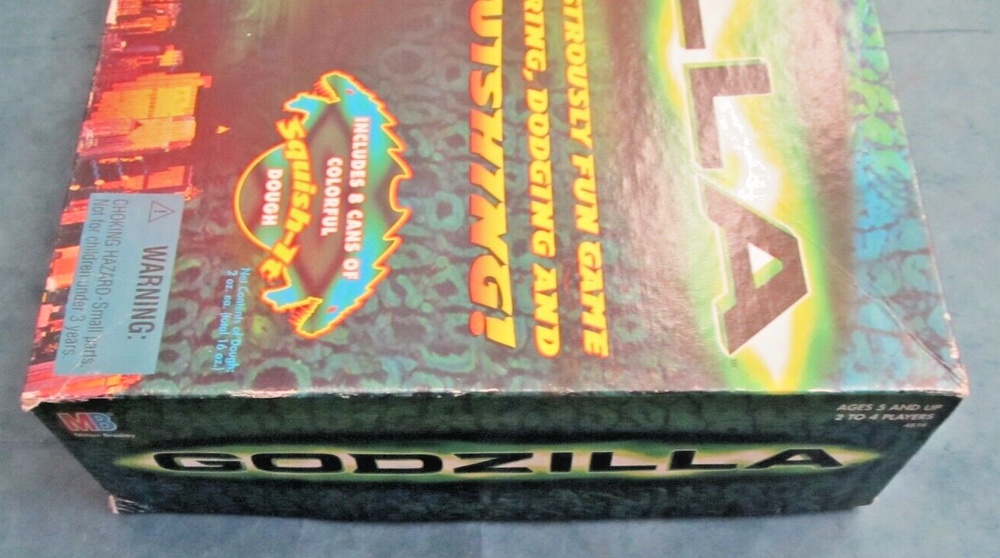 LLA
STROUSLY FUN GAME
RING, DODGING AND
UISHING!
INCLUDES 8 CANS OF
COLORFUL
Squish-It
DOUGH
Net Contents of Dough:
2 oz. ea. (total 16 oz.)
WARNING:
CHOKING HAZARD-Small parts.
Not for children under 3 years.
MB
Milton Bradley
GODZILLA
AGES 5 AND UP
2 TO 4 PLAYERS